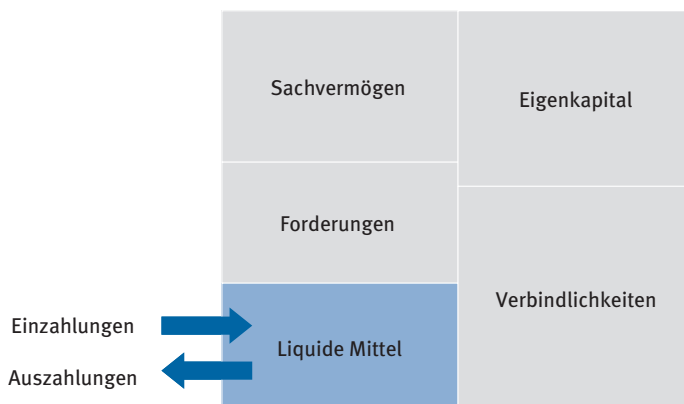 Sachvermögen
Eigenkapital
Forderungen
Verbindlichkeiten
Einzahlungen
Liquide Mittel
Auszahlungen